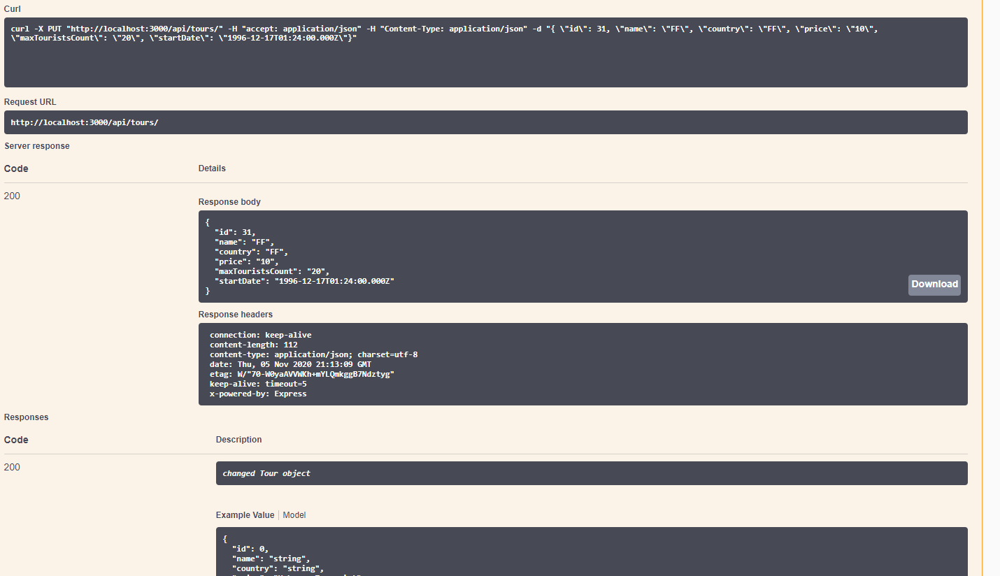 Curl
curl -X PUT "http://localhost:3000/api/tours/" -H "accept: application/json" -H "Content-Type: application/json" -d "{ \"id\": 31, \"name\": \"FF\", \"country\": \"FF\", \"price\": \"10\",
\"maxTouristsCount\": \"20\", \"startDate\": \"1996-12-17T01:24:00.000Z\"}"
Request URL
http://localhost:3000/api/tours/
Server response
Code Details
200
Response body
{
"id": 31,
"name": "FF",
"country": "FF",
"price": "10",
"maxTouristsCount": "20",
"startDate": "1996-12-17T01:24:00.000Z"
}
Download
Response headers
connection: keep-alive
content-length: 112
content-type: application/json; charset=utf-8
date: Thu, 05 Nov 2020 21:13:09 GMT
etag: W/"70-W0yaAVVWKh+mYLQmkggB7Ndztyg"
keep-alive: timeout=5
x-powered-by: Express
Responses
Code Description
200
changed Tour object
Example Value Model
{
"id": 0,
"name": "string",
"country": "string",